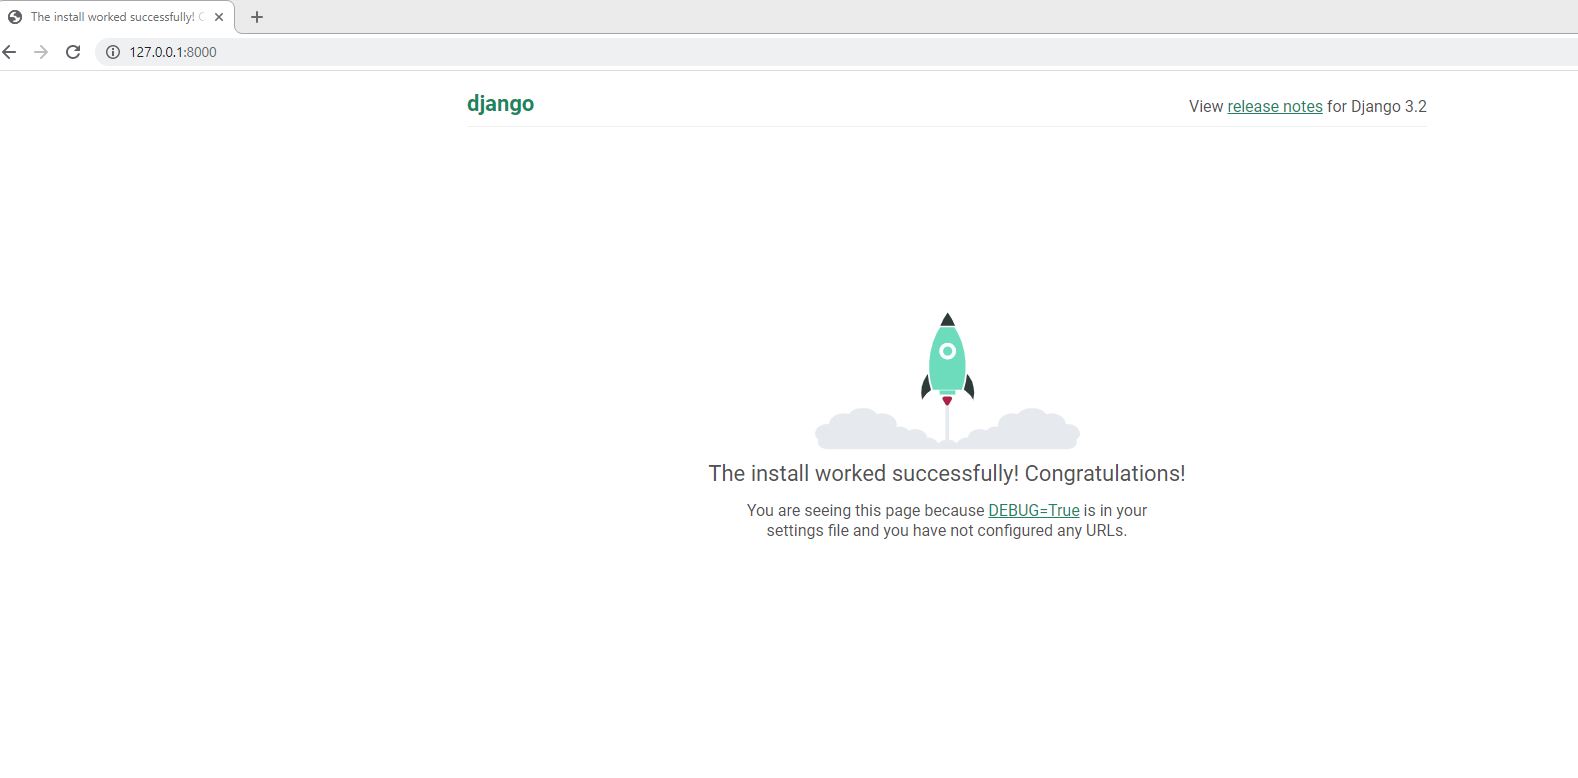 The install worked successfully! C
127.0.0.1:8000
django
View release notes for Django 3.2
The install worked successfully! Congratulations!
You are seeing this page because DEBUG=True is in your
settings file and you have not configured any URLs.